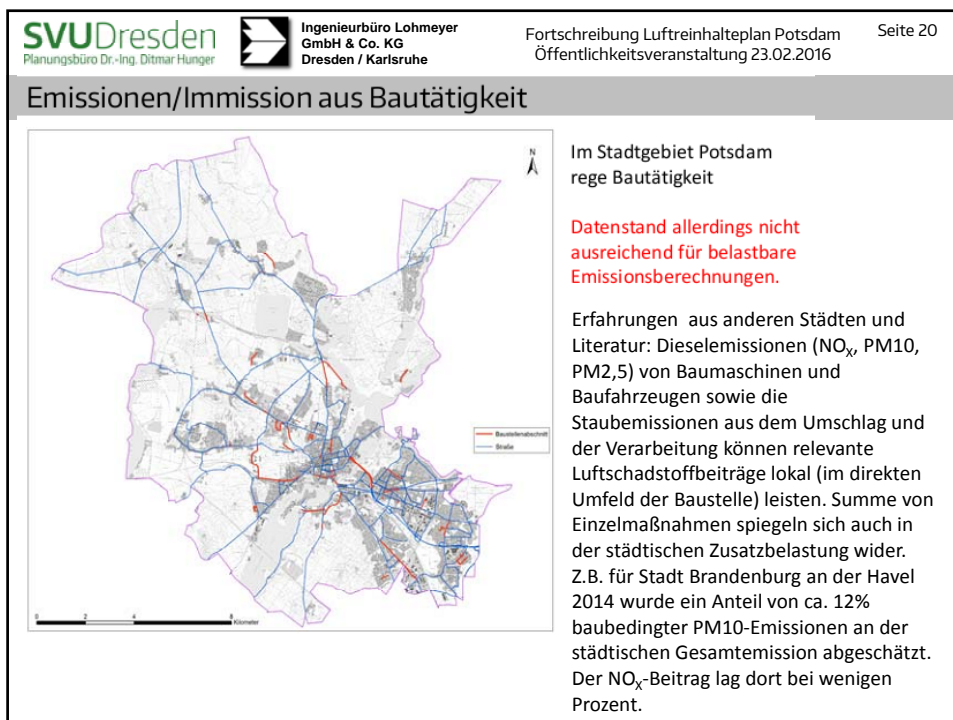 SVUDresden
Planungsbüro Dr.-Ing. Ditmar Hunger
Ingenieurbüro Lohmeyer
GmbH & Co. KG
Dresden / Karlsruhe
Fortschreibung Luftreinhalteplan Potsdam
Öffentlichkeitsveranstaltung 23.02.2016
Seite 20
Emissionen/Immission aus Bautätigkeit
N
Baustellenabschnitt
Straße
0 2 4 8
Kilometer
Im Stadtgebiet Potsdam
rege Bautätigkeit
Datenstand allerdings nicht
ausreichend für belastbare
Emissionsberechnungen.
Erfahrungen aus anderen Städten und
Literatur: Dieselemissionen (NOX, PM10,
PM2,5) von Baumaschinen und
Baufahrzeugen sowie die
Staubemissionen aus dem Umschlag und
der Verarbeitung können relevante
Luftschadstoffbeiträge lokal (im direkten
Umfeld der Baustelle) leisten. Summe von
Einzelmaßnahmen spiegeln sich auch in
der städtischen Zusatzbelastung wider.
Z.B. für Stadt Brandenburg an der Havel
2014 wurde ein Anteil von ca. 12%
baubedingter PM10-Emissionen an der
städtischen Gesamtemission abgeschätzt.
Der NOX-Beitrag lag dort bei wenigen
Prozent.